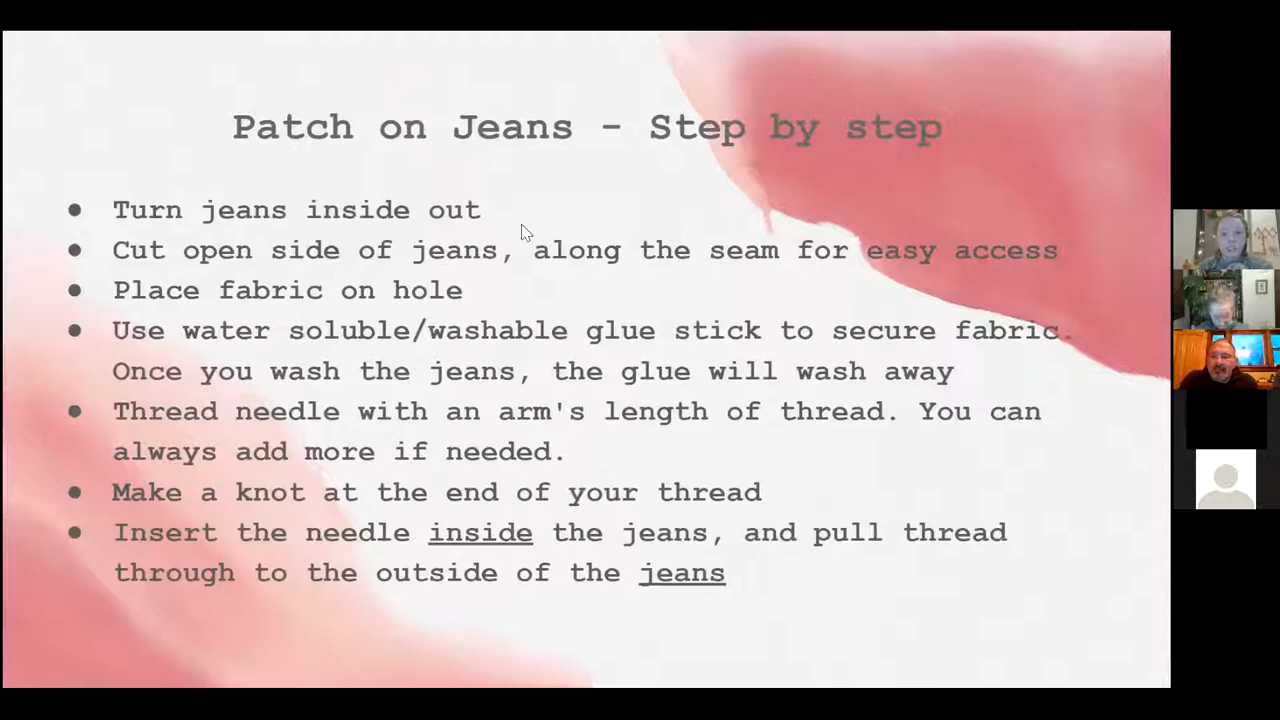 Patch on Jeans - Step by step
● Turn jeans inside out
● Cut open side of jeans, along the seam for easy access
● Place fabric on hole
● Use water soluble/washable glue stick to secure fabric.
Once you wash the jeans, the glue will wash away
● Thread needle with an arm's length of thread. You can
always add more if needed.
● Make a knot at the end of your thread
● Insert the needle inside the jeans, and pull thread
through to the outside of the jeans